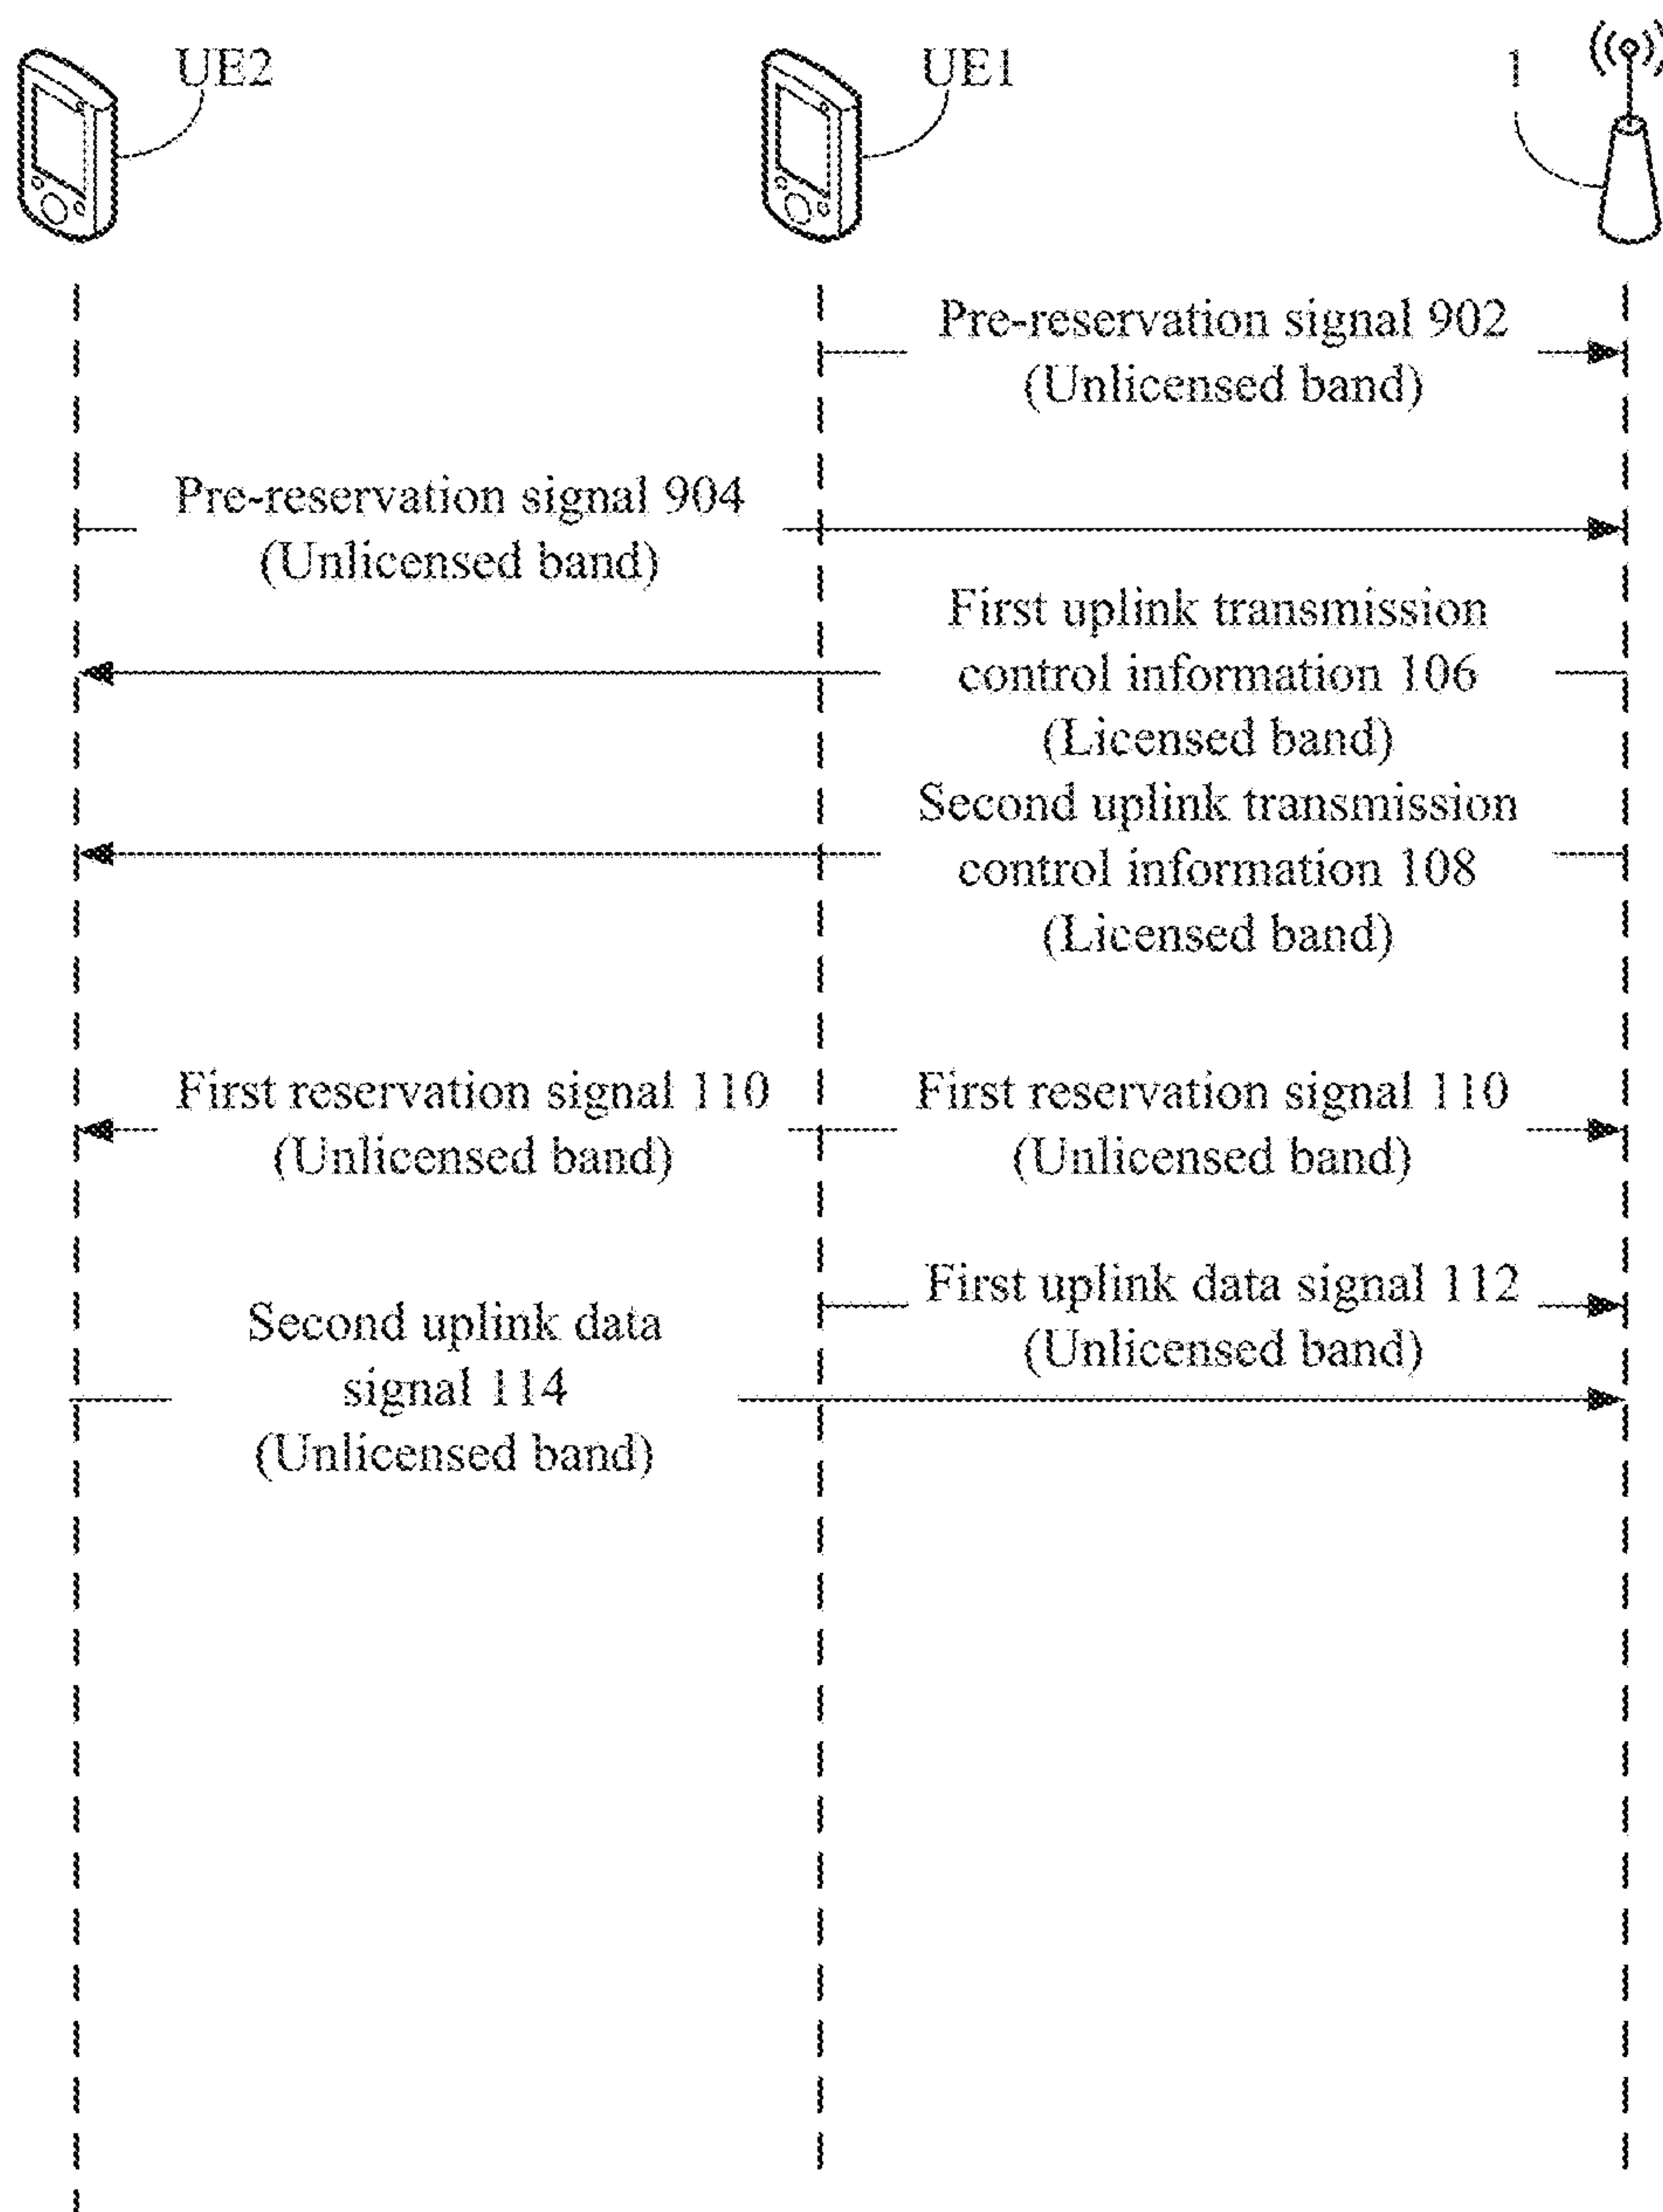 UE2
UE1
1
Pre-reservation signal 902
(Unlicensed band)
Pre-reservation signal 904
(Unlicensed band)
First uplink transmission
control information 106
(Licensed band)
Second uplink transmission
control information 108
(Licensed band)
First reservation signal 110
(Unlicensed band)
First reservation signal 110
(Unlicensed band)
First uplink data signal 112
(Unlicensed band)
Second uplink data
signal 114
(Unlicensed band)